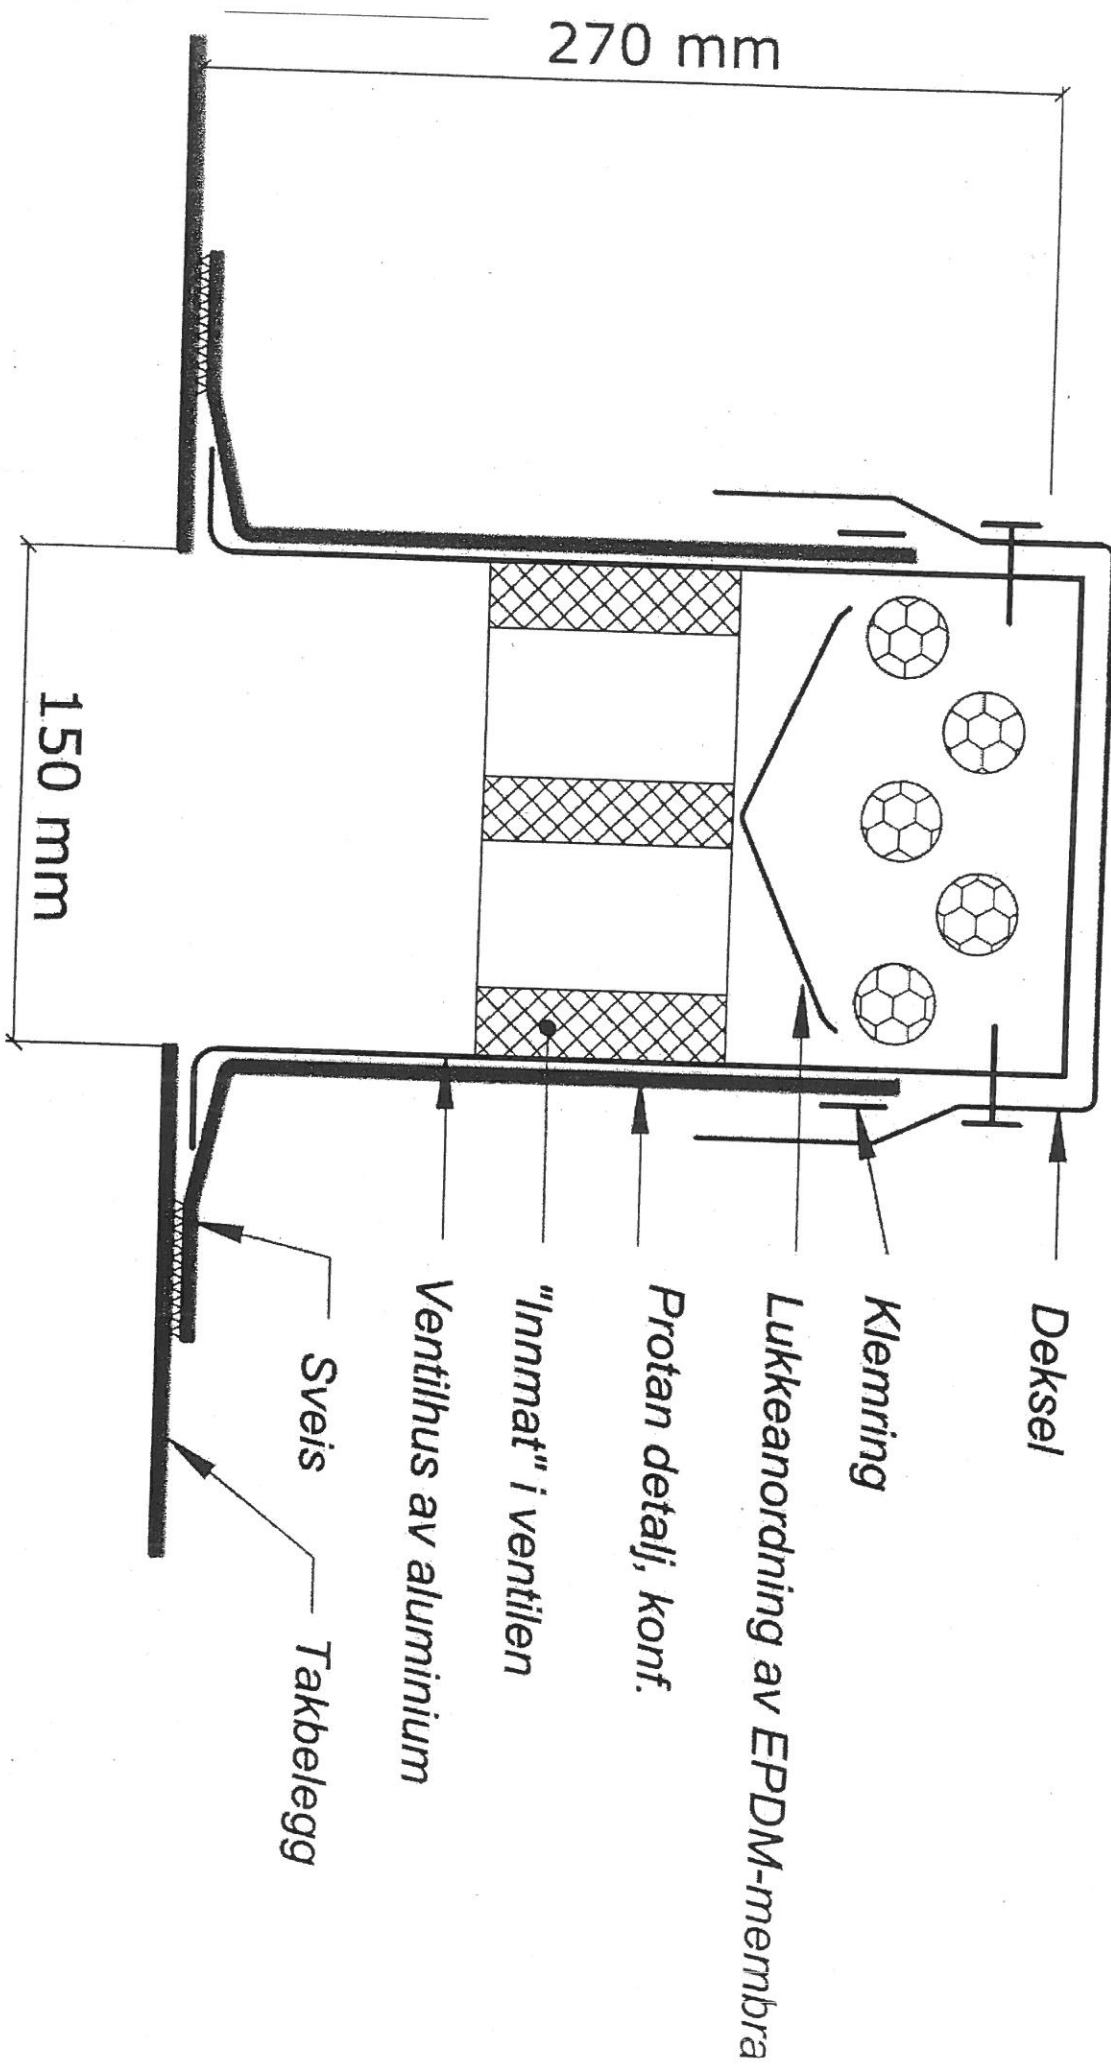 270 mm
Deksel
Klemring
Lukkeanordning av EPDM-membra
Protan detalj, konf.
"Innmat" i ventilen
Ventilhus av aluminium
Sveis
Takbelegg
150 mm